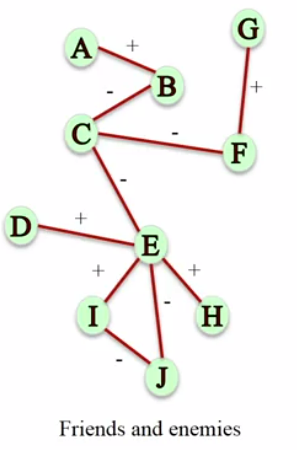 G
A +
B
- +
C - F
-
D +
E
+ +
-
I H
-
J
Friends and enemies